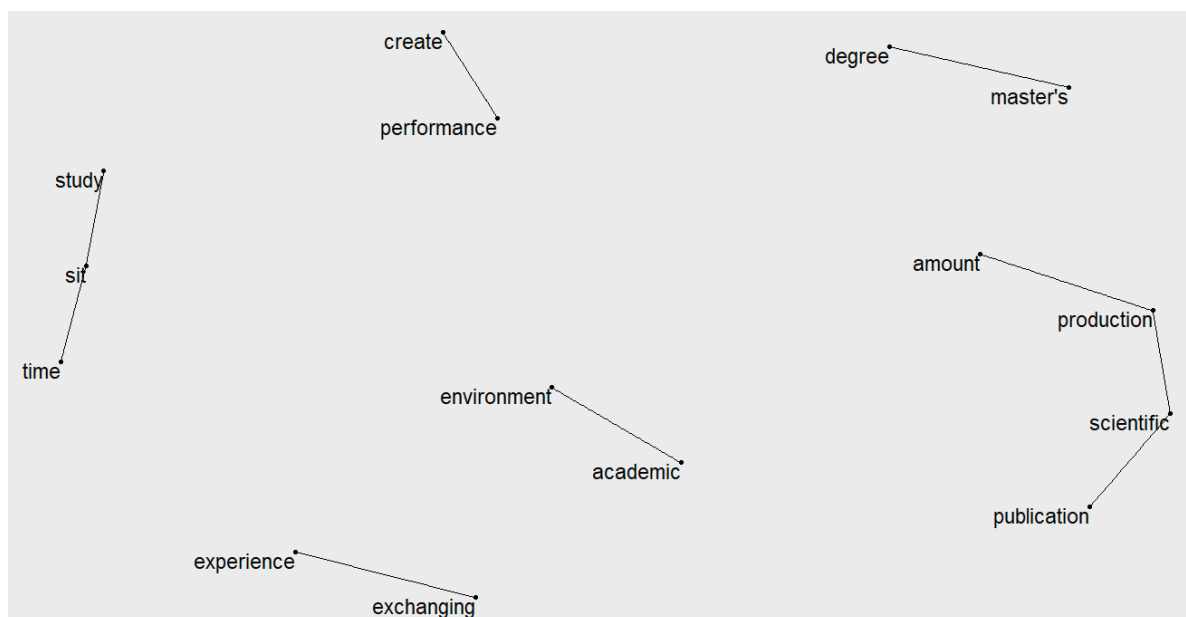 create
degree
master's
performance
study
amount
sit
production
time
environment
scientific
academic
publication
experience
exchanging